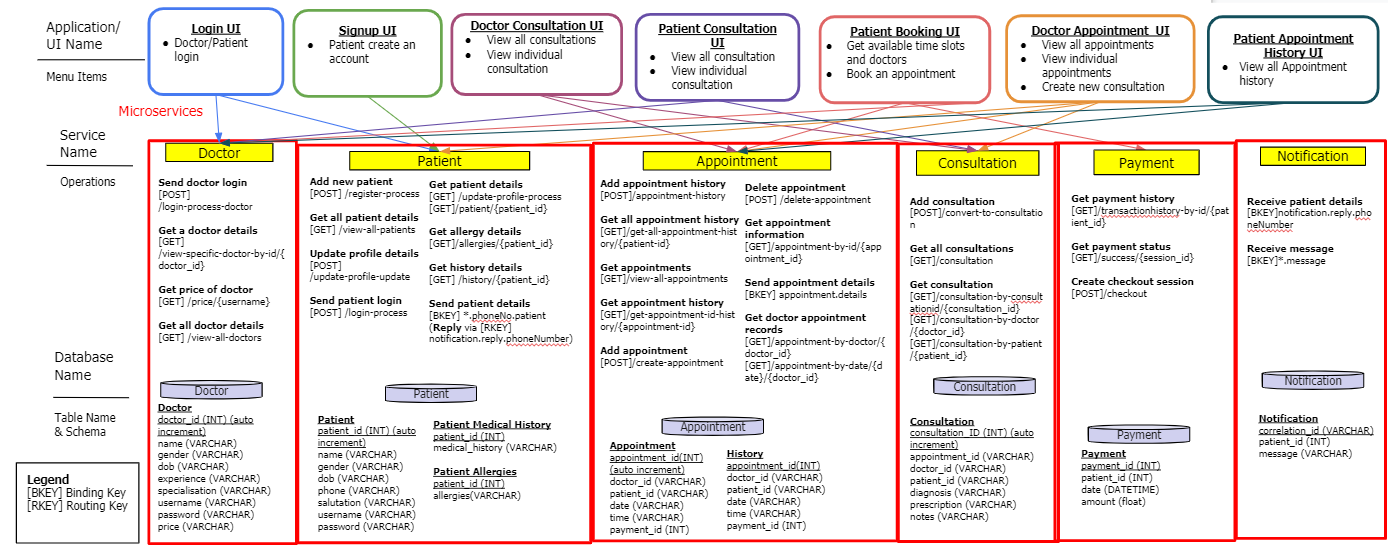 Application/
UI Name
Menu Items
Login UI
● Doctor/Patient
login
Signup UI
● Patient create an
account
Doctor Consultation UI
● View all consultations
● View individual
consultation
Patient Consultation
UI
● View all consultation
● View individual
consultation
Patient Booking UI
● Get available time slots
and doctors
● Book an appointment
Doctor Appointment UI
● View all appointments
● View individual
appointments
● Create new consultation
Patient Appointment
History UI
● View all Appointment
history
Microservices
Service
Name
Operations
Database
Name
Table Name
& Schema
Legend
[BKEY] Binding Key
[RKEY] Routing Key
Doctor
Send doctor login
[POST]
/login-process-doctor
Get a doctor details
[GET]
/view-specific-doctor-by-id/{
doctor_id}
Get price of doctor
[GET] /price/{username}
Get all doctor details
[GET] /view-all-doctors
Doctor
Doctor
doctor_id (INT) (auto
increment)
name (VARCHAR)
gender (VARCHAR)
dob (VARCHAR)
experience (VARCHAR)
specialisation (VARCHAR)
username (VARCHAR)
password (VARCHAR)
price (VARCHAR)
Patient
Add new patient
[POST] /register-process
Get all patient details
[GET] /view-all-patients
Update profile details
[POST]
/update-profile-update
Send patient login
[POST] /login-process
Get patient details
[GET] /update-profile-process
[GET]/patient/{patient_id}
Get allergy details
[GET]/allergies/{patient_id}
Get history details
[GET] /history/{patient_id}
Send patient details
[BKEY] *.phoneNo.patient
(Reply via [RKEY]
notification.reply.phoneNumber)
Patient
Patient
patient_id (INT) (auto
increment)
name (VARCHAR)
gender (VARCHAR)
dob (VARCHAR)
phone (VARCHAR)
salutation (VARCHAR)
username (VARCHAR)
password (VARCHAR)
Patient Medical History
patient_id (INT)
medical_history (VARCHAR)
Patient Allergies
patient_id (INT)
allergies(VARCHAR)
Appointment
Add appointment history
[POST]/appointment-history
Get all appointment history
[GET]/get-all-appointment-hist
ory/{patient-id}
Get appointments
[GET]/view-all-appointments
Get appointment history
[GET]/get-appointment-id-hist
ory/{appointment-id}
Add appointment
[POST]/create-appointment
Delete appointment
[POST] /delete-appointment
Get appointment
information
[GET]/appointment-by-id/{app
ointment_id}
Send appointment details
[BKEY] appointment.details
Get doctor appointment
records
[GET]/appointment-by-doctor/{
doctor_id}
[GET]/appointment-by-date/{d
ate}/{doctor_id}
Appointment
Appointment
appointment_id(INT)
(auto increment)
doctor_id (VARCHAR)
patient_id (VARCHAR)
date (VARCHAR)
time (VARCHAR)
payment_id (INT)
History
appointment_id(INT)
doctor_id (VARCHAR)
patient_id (VARCHAR)
date (VARCHAR)
time (VARCHAR)
payment_id (INT)
Consultation
Add consultation
[POST]/convert-to-consultatio
n
Get all consultations
[GET]/consultation
Get consultation
[GET]/consultation-by-consult
ationid/{consultation_id}
[GET]/consultation-by-doctor
/{doctor_id}
[GET]/consultation-by-patient
/{patient_id}
Consultation
Consultation
consultation_ID (INT) (auto
increment)
appointment_id (VARCHAR)
doctor_id (VARCHAR)
patient_id (VARCHAR)
diagnosis (VARCHAR)
prescription (VARCHAR)
notes (VARCHAR)
Payment
Get payment history
[GET]/transactionhistory-by-id/{pat
ient_id}
Get payment status
[GET]/success/{session_id}
Create checkout session
[POST]/checkout
Payment
Payment
payment_id (INT)
patient_id (INT)
date (DATETIME)
amount (float)
Notification
Receive patient details
[BKEY]notification.reply.pho
neNumber
Receive message
[BKEY]*.message
Notification
Notification
correlation_id (VARCHAR)
patient_id (INT)
message (VARCHAR)